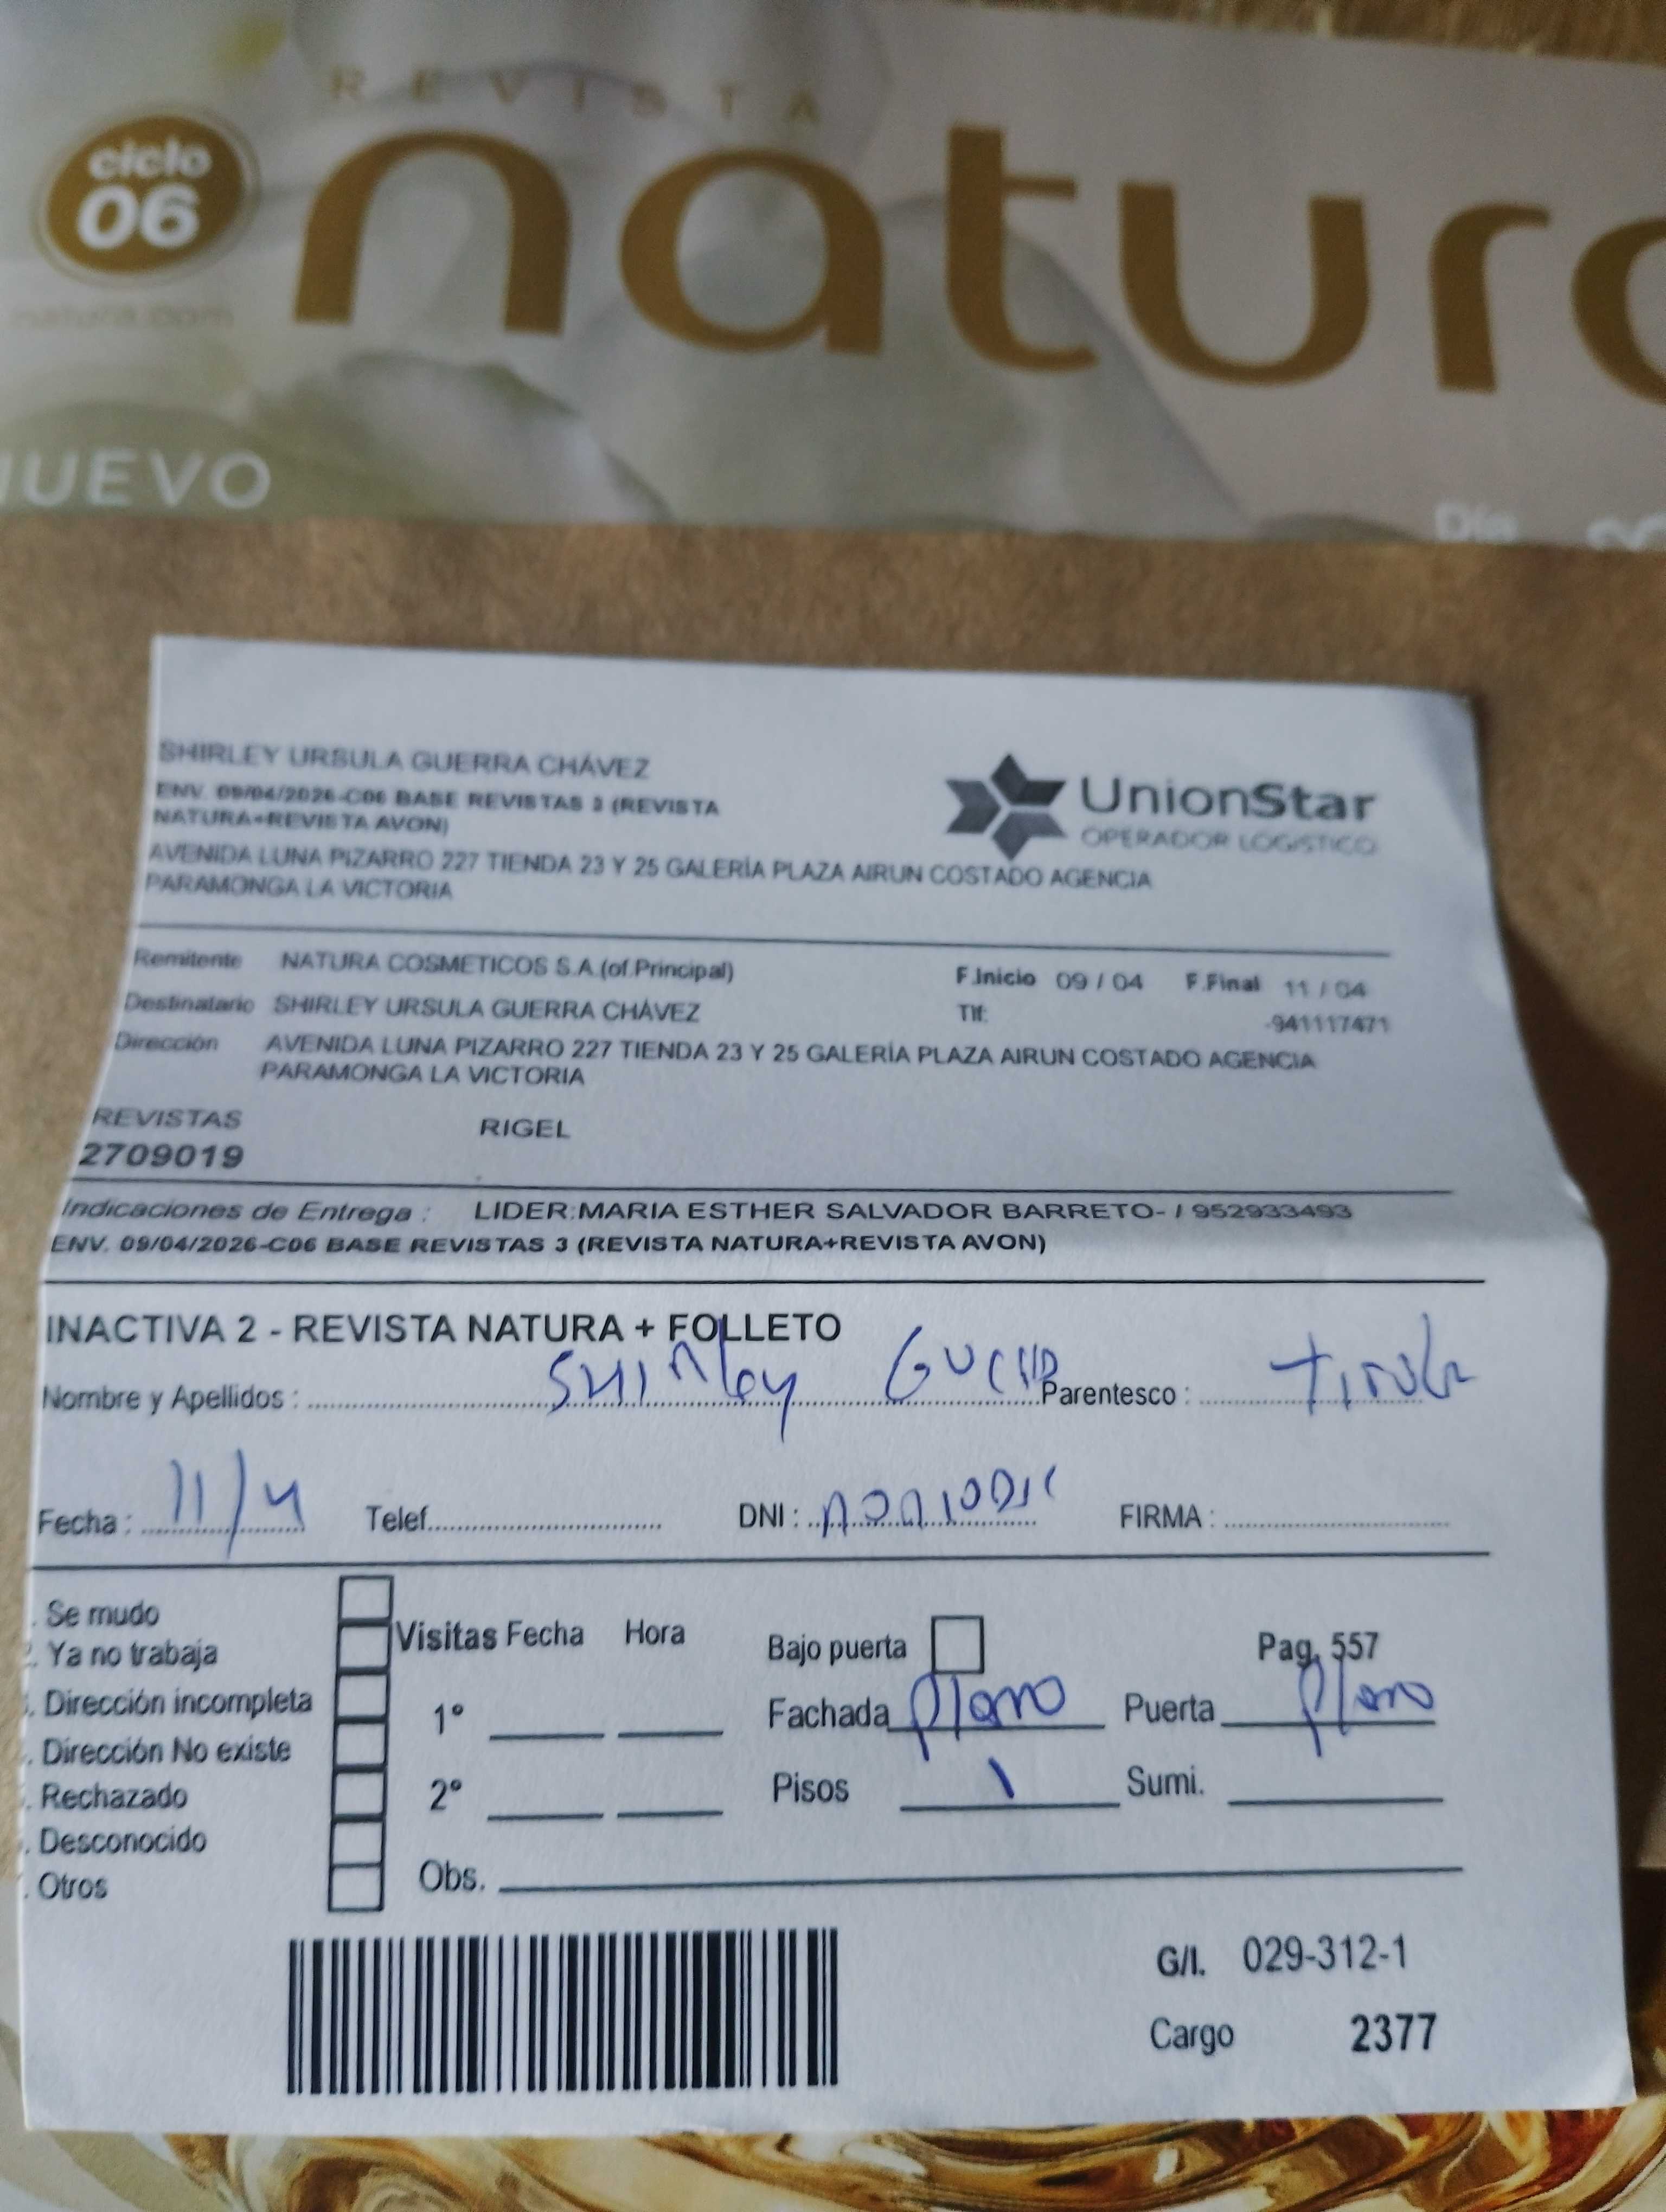 REVISTA
ciclo
06
natura
natura.com
NUEVO
Día
SHIRLEY URSULA GUERRA CHÁVEZ
ENV. 09/04/2026-C06 BASE REVISTAS 3 (REVISTA
NATURA+REVISTA AVON)
UnionStar
OPERADOR LOGISTICO
AVENIDA LUNA PIZARRO 227 TIENDA 23 Y 25 GALERÍA PLAZA AIRUN COSTADO AGENCIA
PARAMONGA LA VICTORIA
Remitente NATURA COSMETICOS S.A.(of.Principal) F.Inicio 09 / 04 F.Final 11 / 04
Destinatario SHIRLEY URSULA GUERRA CHÁVEZ Tlf: -941117471
Dirección AVENIDA LUNA PIZARRO 227 TIENDA 23 Y 25 GALERÍA PLAZA AIRUN COSTADO AGENCIA
PARAMONGA LA VICTORIA
REVISTAS RIGEL
2709019
Indicaciones de Entrega : LIDER:MARIA ESTHER SALVADOR BARRETO- / 952933493
ENV. 09/04/2026-C06 BASE REVISTAS 3 (REVISTA NATURA+REVISTA AVON)
INACTIVA 2 - REVISTA NATURA + FOLLETO
Nombre y Apellidos : Shirley Parentesco :
Fecha : 11/4 Telef. DNI : FIRMA :
. Se mudo
. Ya no trabaja
. Dirección incompleta
. Dirección No existe
. Rechazado
. Desconocido
. Otros
Visitas Fecha Hora
1°
2°
Obs.
Bajo puerta Pag. 557
Fachada Plomo Puerta Plomo
Pisos 1 Sumi.
G/I. 029-312-1
Cargo 2377